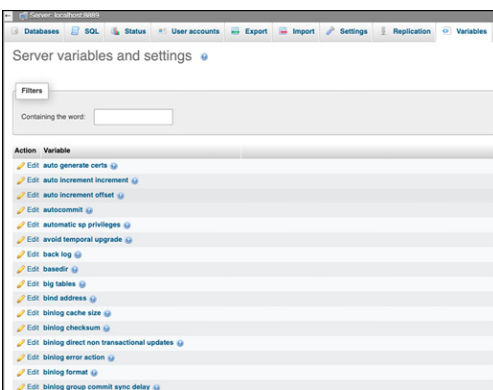 Server: localhost:8889
Databases SQL Status User accounts Export Import Settings Replication Variables
Server variables and settings
Filters
Containing the word:
Action Variable
Edit auto generate certs
Edit auto increment increment
Edit auto increment offset
Edit autocommit
Edit automatic sp privileges
Edit avoid temporal upgrade
Edit back log
Edit basedir
Edit big tables
Edit bind address
Edit binlog cache size
Edit binlog checksum
Edit binlog direct non transactional updates
Edit binlog error action
Edit binlog format
Edit binlog group commit sync delay